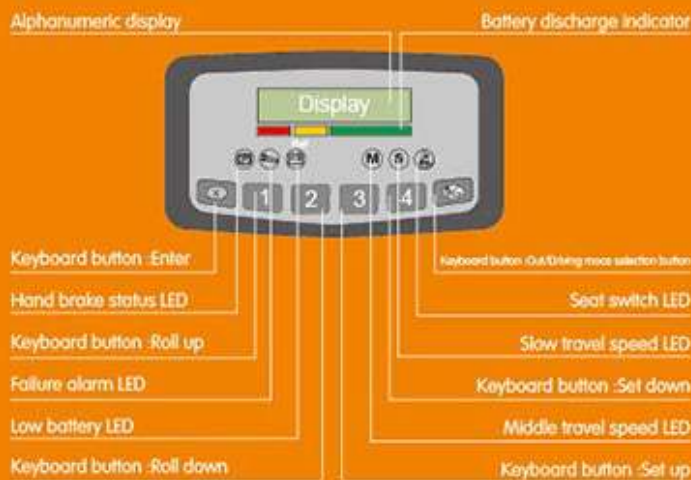 Alphanumeric display
Battery discharge indicator
Display
M S
1 2 3 4
Keyboard button :Enter
Keyboard button :Out/Driving mode selection button
Hand brake status LED
Seat switch LED
Keyboard button :Roll up
Slow travel speed LED
Failure alarm LED
Keyboard button :Set down
Low battery LED
Middle travel speed LED
Keyboard button :Roll down
Keyboard button :Set up